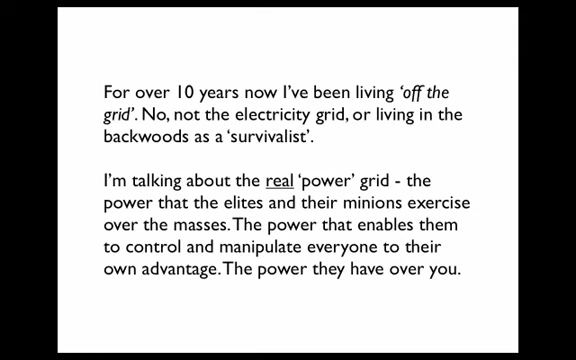 For over 10 years now I've been living 'off the
grid'. No, not the electricity grid, or living in the
backwoods as a 'survivalist'.
I'm talking about the real 'power' grid - the
power that the elites and their minions exercise
over the masses. The power that enables them
to control and manipulate everyone to their
own advantage. The power they have over you.